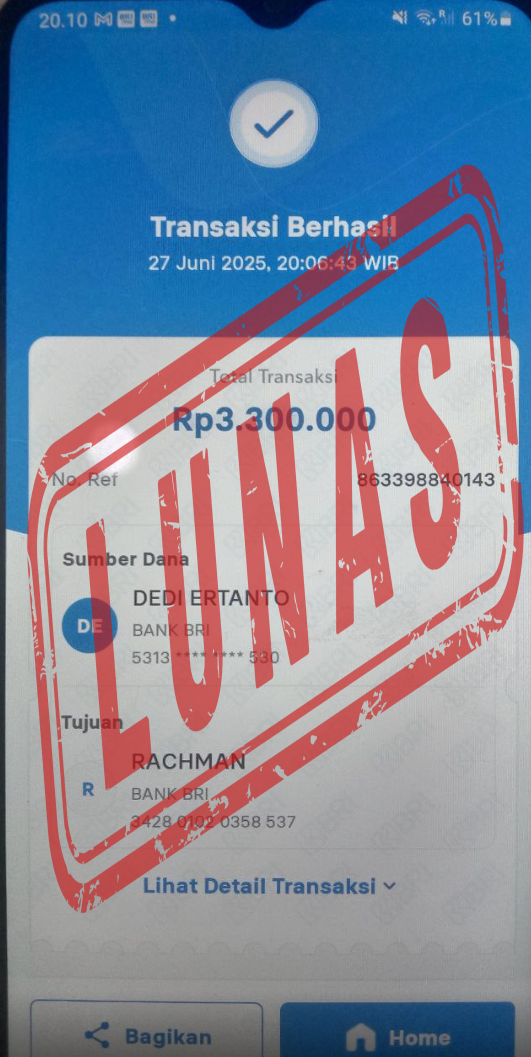 20.10 61%
Transaksi Berhasil
27 Juni 2025, 20:06:43 WIB
Total Transaksi
Rp3.300.000
No. Ref 863398840143
LUNAS
Sumber Dana
DE
DEDI ERTANTO
BANK BRI
5313 **** **** 530
Tujuan
R
RACHMAN
BANK BRI
3428 0102 0358 537
Lihat Detail Transaksi
Bagikan
Home